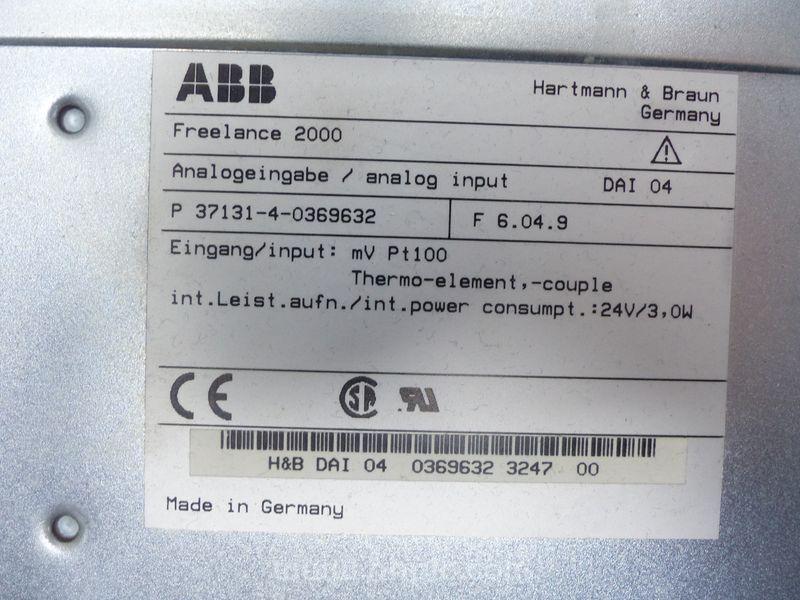 ABB
Hartmann & Braun
Germany
Freelance 2000
Analogeingabe / analog input DAI 04
P 37131-4-0369632 F 6.04.9
Eingang/input: mV Pt100
Thermo-element,-couple
int.Leist.aufn./int.power consumpt.:24V/3,0W
CE SA RU
H&B DAI 04 0369632 3247 00
Made in Germany